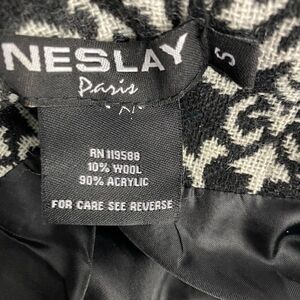 NESLAY
Paris
S
RN 119588
10% WOOL
90% ACRYLIC
FOR CARE SEE REVERSE